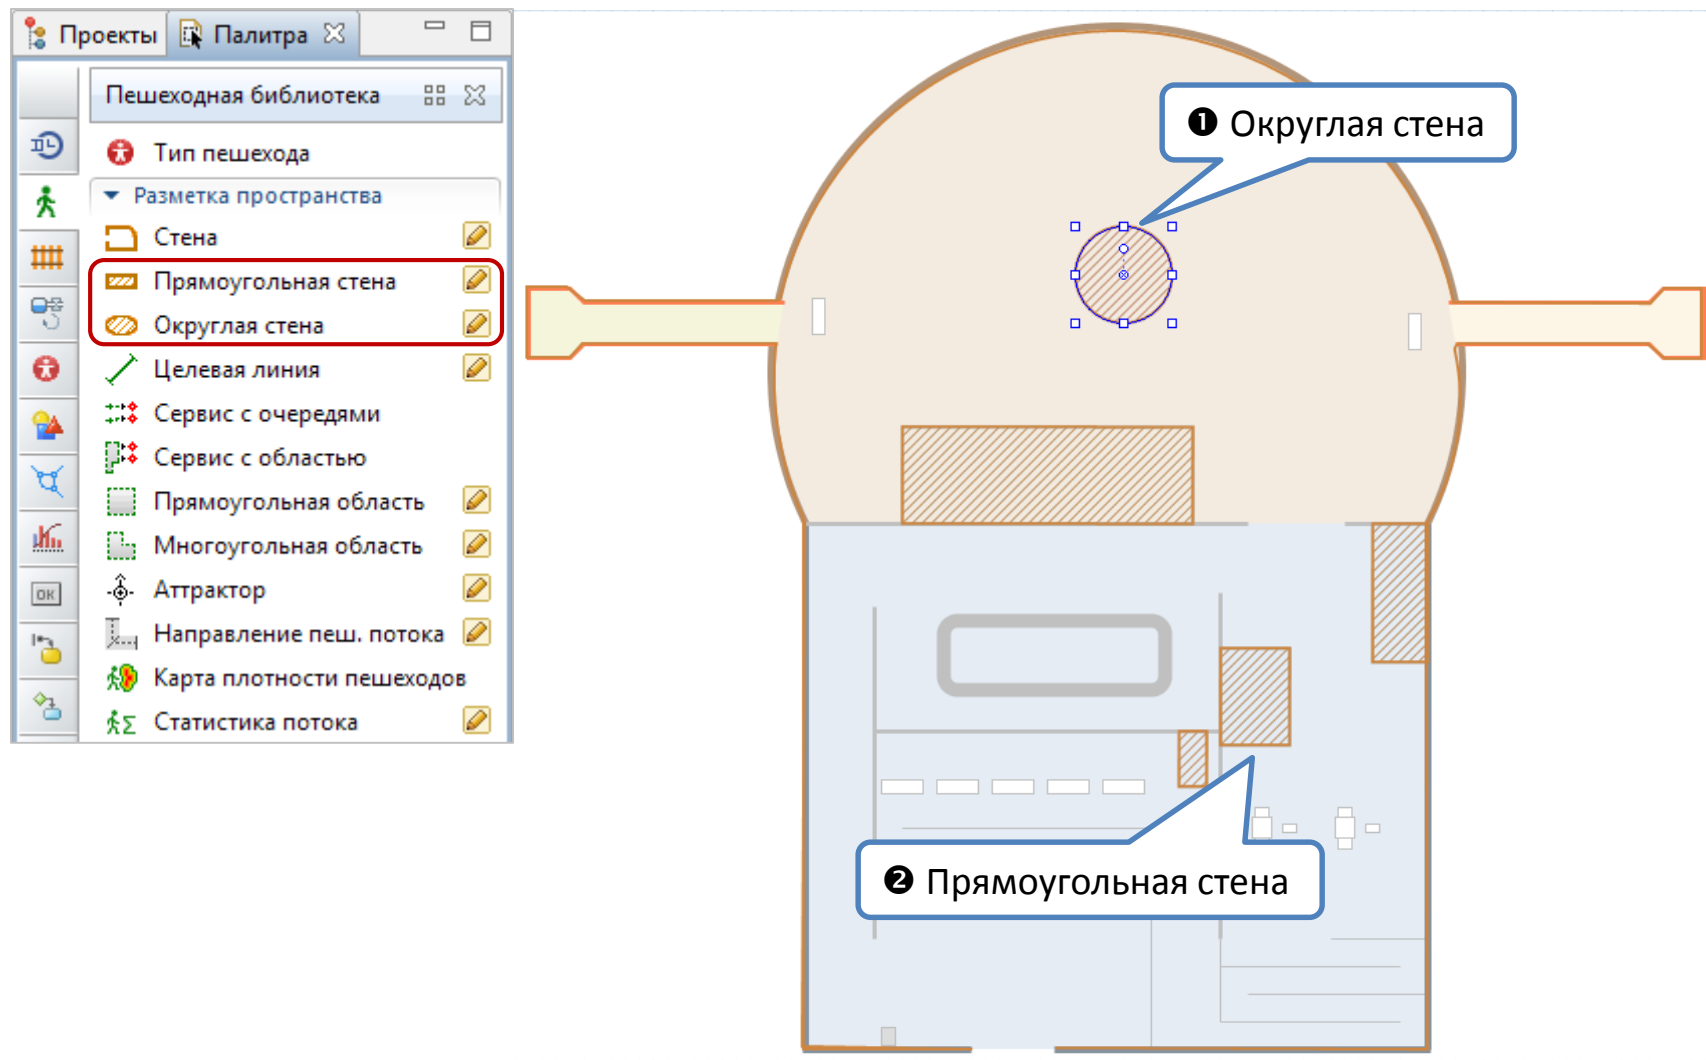 Проекты
Палитра
Пешеходная библиотека
Тип пешехода
Разметка пространства
Стена
Прямоугольная стена
Округлая стена
Целевая линия
Сервис с очередями
Сервис с областью
Прямоугольная область
Многоугольная область
Аттрактор
Направление пеш. потока
Карта плотности пешеходов
Статистика потока
OK
❶ Округлая стена
❷ Прямоугольная стена